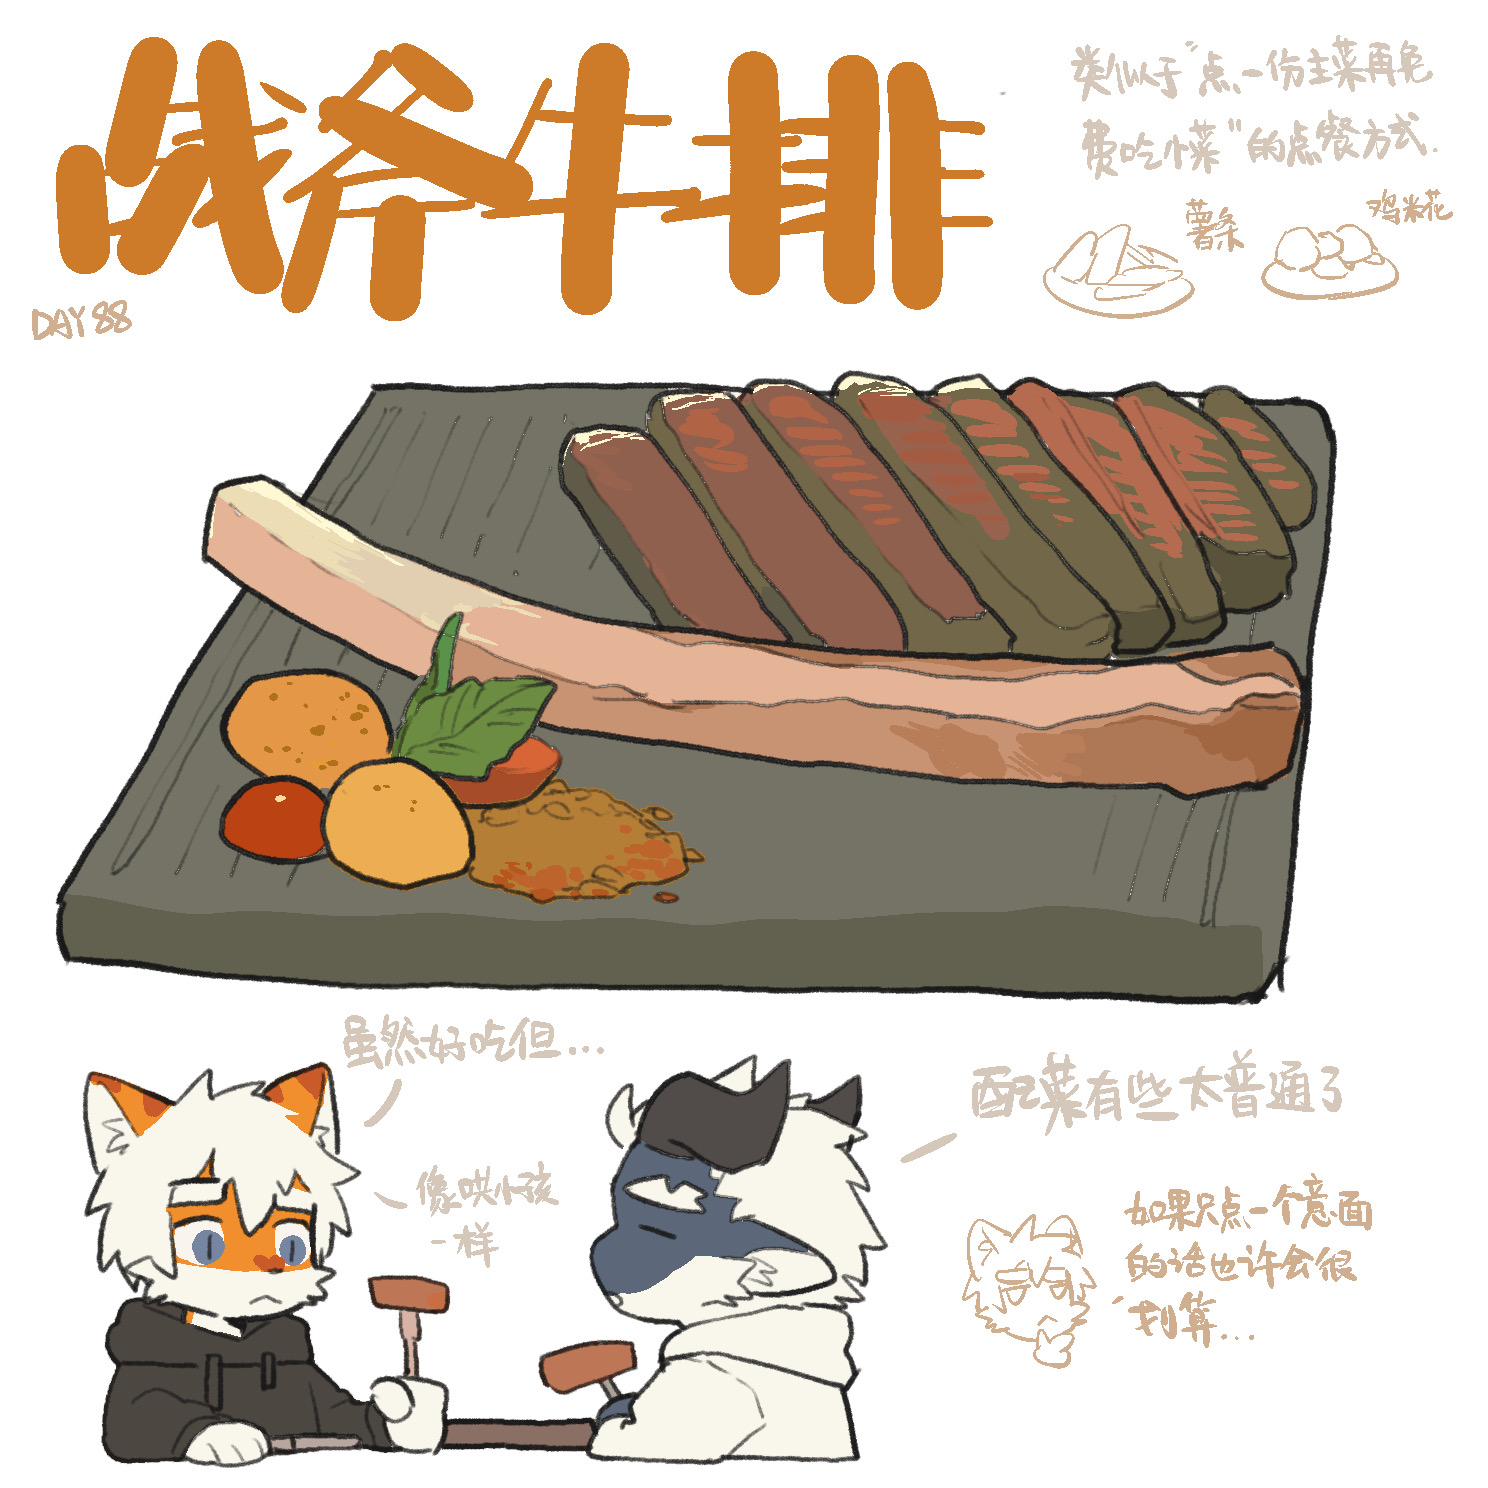 战斧牛排
类似于“点一份主菜再免
费吃小菜”的点餐方式.
薯条
鸡米花
DAY 88
虽然好吃但...
像哄小孩
一样
配菜有些太普通了
如果只点一个意面
的话也许会很
划算...